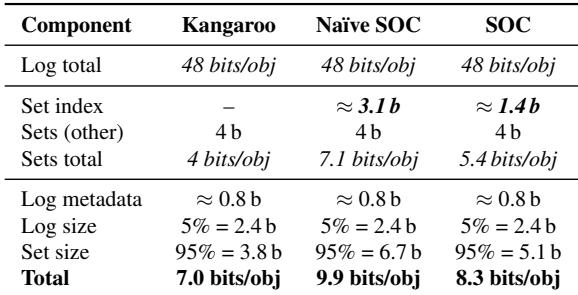 Component Kangaroo Naïve SOC SOC
Log total 48 bits/obj 48 bits/obj 48 bits/obj
Set index – ≈ 3.1 b ≈ 1.4 b
Sets (other) 4 b 4 b 4 b
Sets total 4 bits/obj 7.1 bits/obj 5.4 bits/obj
Log metadata ≈ 0.8 b ≈ 0.8 b ≈ 0.8 b
Log size 5% = 2.4 b 5% = 2.4 b 5% = 2.4 b
Set size 95% = 3.8 b 95% = 6.7 b 95% = 5.1 b
Total 7.0 bits/obj 9.9 bits/obj 8.3 bits/obj